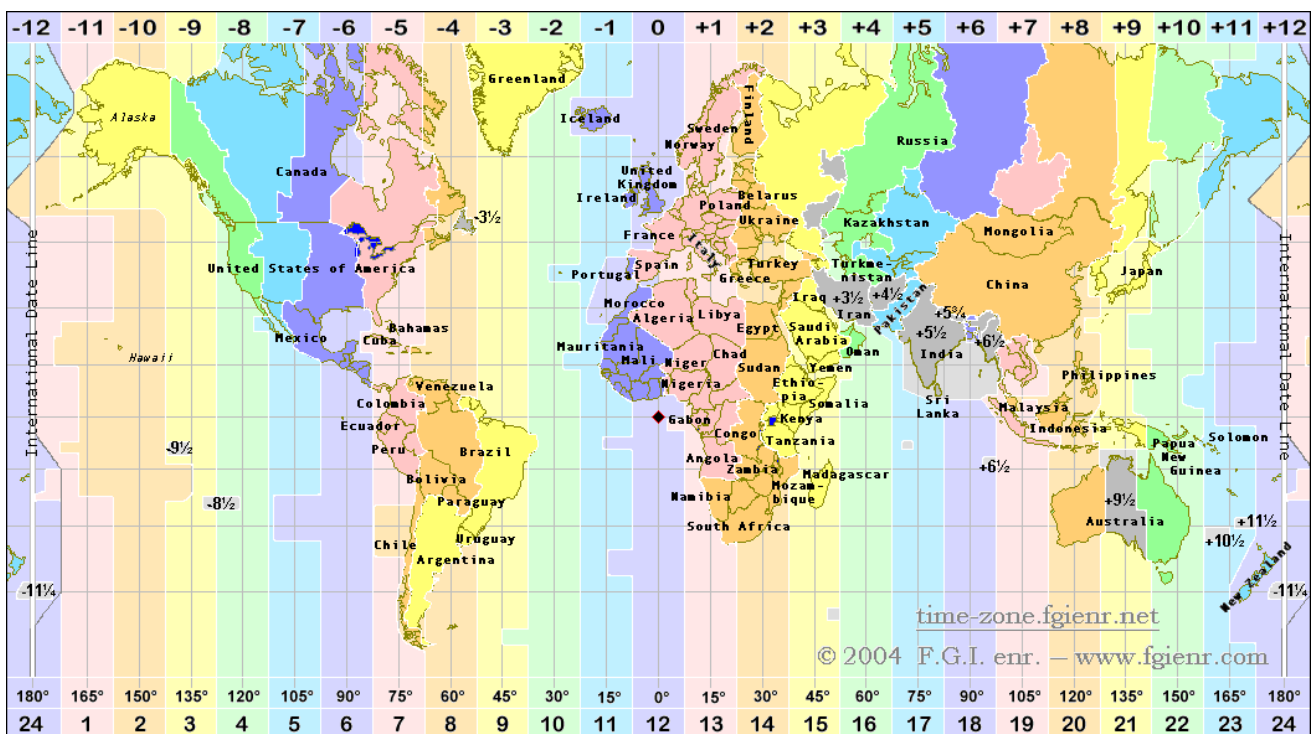 -12 -11 -10 -9 -8 -7 -6 -5 -4 -3 -2 -1 0 +1 +2 +3 +4 +5 +6 +7 +8 +9 +10 +11 +12
Greenland
Alaska
Iceland
Finland
Sweden
Norway
Russia
Canada
United
Kingdom
Ireland
Belarus
Poland
Ukraine
-3½
Kazakhstan
Mongolia
France
Italy
United States of America
Spain
Portugal
Greece
Turkey
Turkme-
nistan
China
Japan
International Date Line
International Date Line
Morocco
Algeria
Libya
Egypt
Iraq
+3½
Iran
+4½
Pakistan
+5¾
+5½
India
+6½
Saudi
Arabia
Oman
Bahamas
Mexico
Cuba
Hawaii
Mauritania
Mali
Niger
Chad
Sudan
Yemen
Nigeria
Ethio-
pia
Somalia
Philippines
Venezuela
Colombia
Ecuador
Gabon
Kenya
Sri
Lanka
Malaysia
Indonesia
Congo
Tanzania
Papua
New
Guinea
Solomon
-9½
Peru
Brazil
Angola
Zambia
Madagascar
+6½
Bolivia
-8½
Paraguay
Namibia
Mozam-
bique
+9½
Australia
South Africa
+11½
+10½
Chile
Uruguay
Argentina
New Zealand
-11¼
-11¼
time-zone.fgienr.net
© 2004 F.G.I. enr. – www.fgienr.com
180° 165° 150° 135° 120° 105° 90° 75° 60° 45° 30° 15° 0° 15° 30° 45° 60° 75° 90° 105° 120° 135° 150° 165° 180°
24 1 2 3 4 5 6 7 8 9 10 11 12 13 14 15 16 17 18 19 20 21 22 23 24